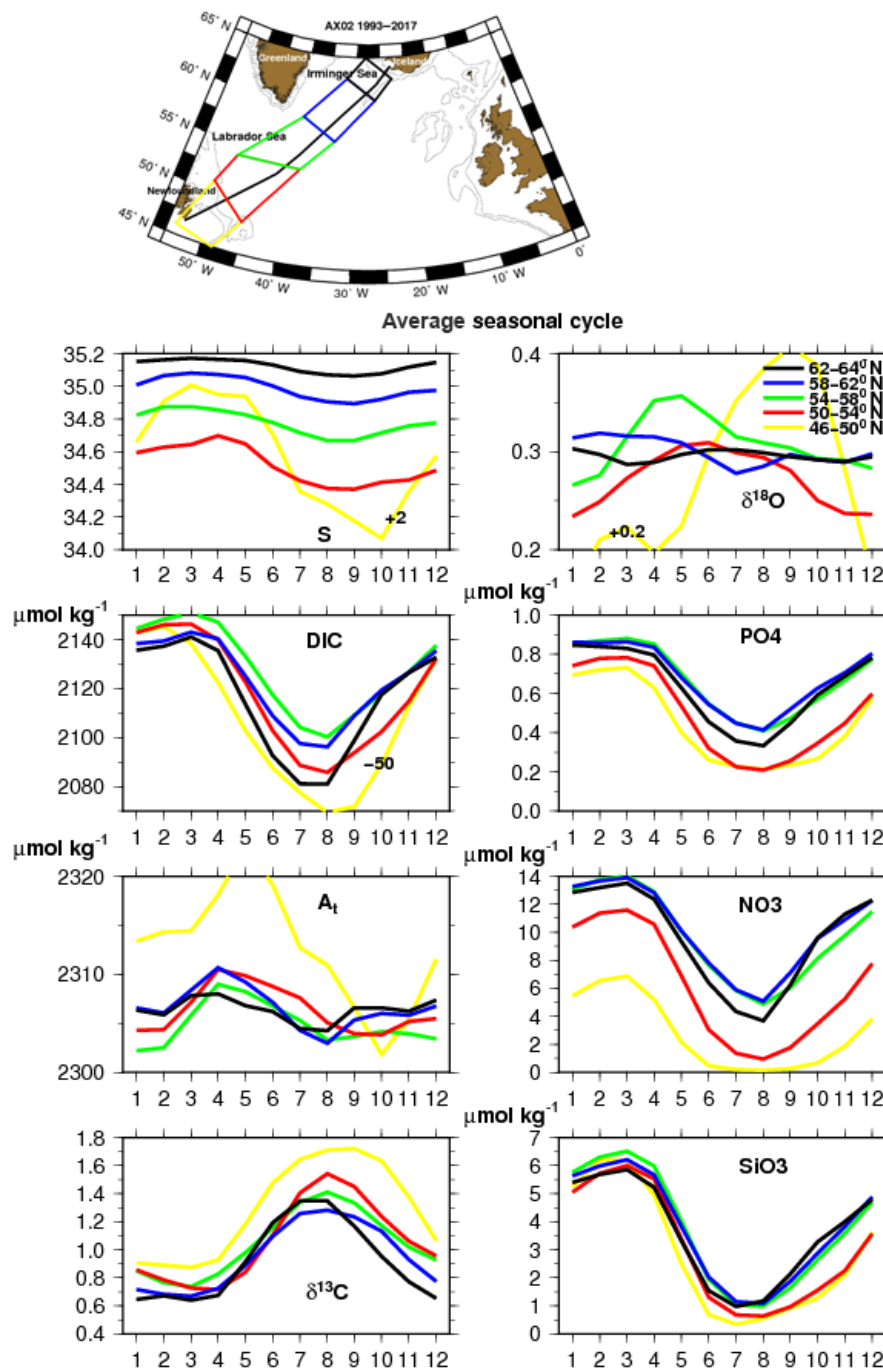 AX02 1993–2017
65° N
60° N
55° N
50° N
45° N
Greenland
Iceland
Irminger Sea
Labrador Sea
Newfoundland
50° W
40° W
30° W
20° W
10° W
0°
Average seasonal cycle
35.2
35.0
34.8
34.6
34.4
34.2
34.0
S
+2
1 2 3 4 5 6 7 8 9 10 11 12
0.4
0.3
0.2
62–64⁰ N
58–62⁰ N
54–58⁰ N
50–54⁰ N
46–50⁰ N
δ¹⁸O
+0.2
1 2 3 4 5 6 7 8 9 10 11 12
μmol kg⁻¹
2140
2120
2100
2080
DIC
−50
1 2 3 4 5 6 7 8 9 10 11 12
μmol kg⁻¹
1.0
0.8
0.6
0.4
0.2
0.0
PO4
1 2 3 4 5 6 7 8 9 10 11 12
μmol kg⁻¹
2320
2310
2300
Aₜ
1 2 3 4 5 6 7 8 9 10 11 12
μmol kg⁻¹
14
12
10
8
6
4
2
0
NO3
1 2 3 4 5 6 7 8 9 10 11 12
1.8
1.6
1.4
1.2
1.0
0.8
0.6
0.4
δ¹³C
1 2 3 4 5 6 7 8 9 10 11 12
μmol kg⁻¹
7
6
5
4
3
2
1
0
SiO3
1 2 3 4 5 6 7 8 9 10 11 12